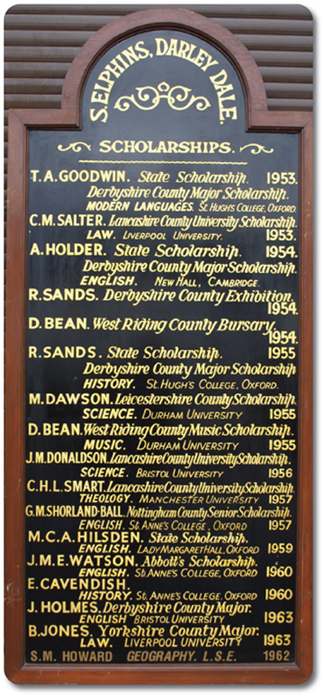 S. ELPHINS, DARLEY DALE.
SCHOLARSHIPS.
T.A. GOODWIN. State Scholarship. 1953.
Derbyshire County Major Scholarship.
MODERN LANGUAGES. ST. HUGH'S COLLEGE, OXFORD.
C.M. SALTER. Lancashire County University Scholarship.
LAW. LIVERPOOL UNIVERSITY. 1953.
A. HOLDER. State Scholarship. 1954.
Derbyshire County Major Scholarship.
ENGLISH. NEW HALL, CAMBRIDGE.
R. SANDS. Derbyshire County Exhibition.
1954.
D. BEAN. West Riding County Bursary.
1954.
R. SANDS. State Scholarship. 1955
Derbyshire County Major Scholarship
HISTORY. ST. HUGH'S COLLEGE, OXFORD.
M. DAWSON. Leicestershire County Scholarship.
SCIENCE. DURHAM UNIVERSITY 1955
D. BEAN. West Riding County Music Scholarship.
MUSIC. DURHAM UNIVERSITY 1955
J.M. DONALDSON. Lancashire County University Scholarship.
SCIENCE. BRISTOL UNIVERSITY 1956
C.H.L. SMART. Lancashire County University Scholarship.
THEOLOGY. MANCHESTER UNIVERSITY 1957
G.M. SHORLAND-BALL. Nottingham County Senior Scholarship.
ENGLISH. ST. ANNE'S COLLEGE, OXFORD 1957
M.C.A. HILSDEN. State Scholarship.
ENGLISH. LADY MARGARET HALL, OXFORD 1959
J.M.E. WATSON. Abbott's Scholarship.
ENGLISH. ST. ANNE'S COLLEGE, OXFORD 1960
E. CAVENDISH.
HISTORY. ST. ANNE'S COLLEGE. OXFORD 1960
J. HOLMES. Derbyshire County Major.
ENGLISH BRISTOL UNIVERSITY 1963
B. JONES. Yorkshire County Major.
LAW. LIVERPOOL UNIVERSITY 1963
S.M. HOWARD GEOGRAPHY. L.S.E. 1962